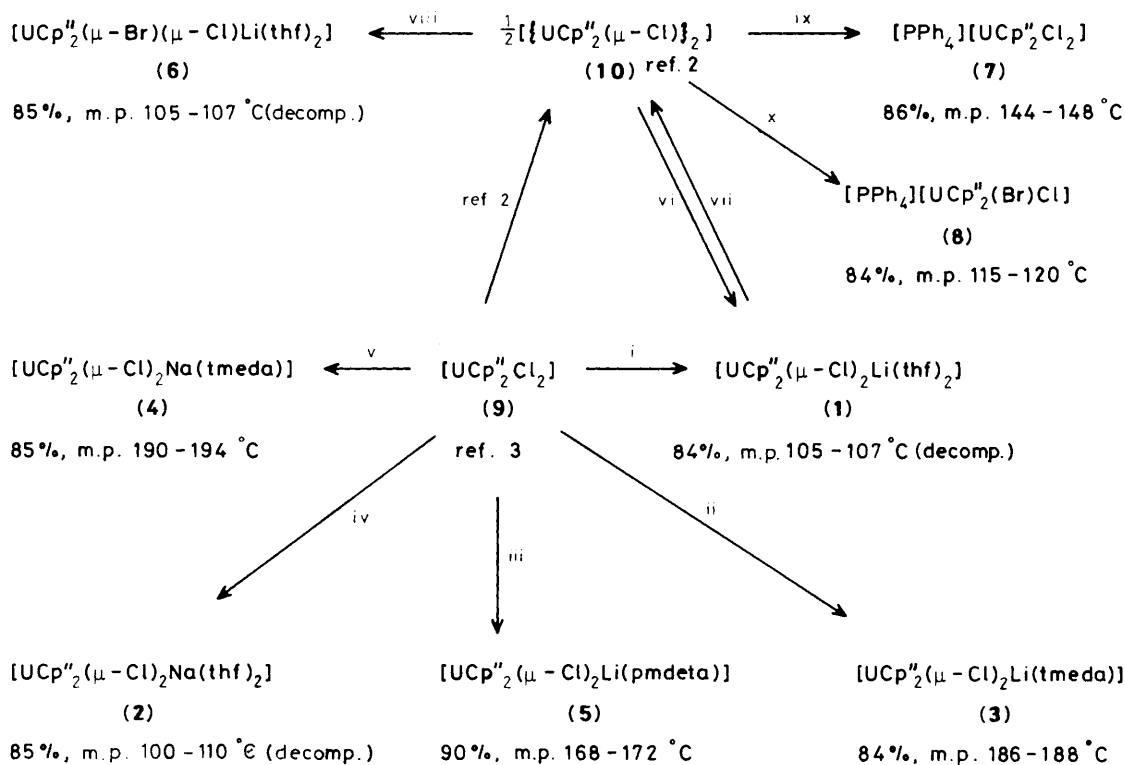 [UCp″₂(μ-Br)(μ-Cl)Li(thf)₂]
viii
½[{UCp″₂(μ-Cl)}₂]
ix
[PPh₄][UCp″₂Cl₂]
(6)
(10) ref. 2
(7)
85%, m.p. 105-107 °C(decomp.)
86%, m.p. 144-148 °C
x
ref 2
vi
vii
[PPh₄][UCp″₂(Br)Cl]
(8)
84%, m.p. 115-120 °C
[UCp″₂(μ-Cl)₂Na(tmeda)]
v
[UCp″₂Cl₂]
i
[UCp″₂(μ-Cl)₂Li(thf)₂]
(4)
(9)
(1)
85%, m.p. 190-194 °C
ref. 3
84%, m.p. 105-107 °C (decomp.)
iv
iii
ii
[UCp″₂(μ-Cl)₂Na(thf)₂]
[UCp″₂(μ-Cl)₂Li(pmdeta)]
[UCp″₂(μ-Cl)₂Li(tmeda)]
(2)
(5)
(3)
85%, m.p. 100-110 °C (decomp.)
90%, m.p. 168-172 °C
84%, m.p. 186-188 °C